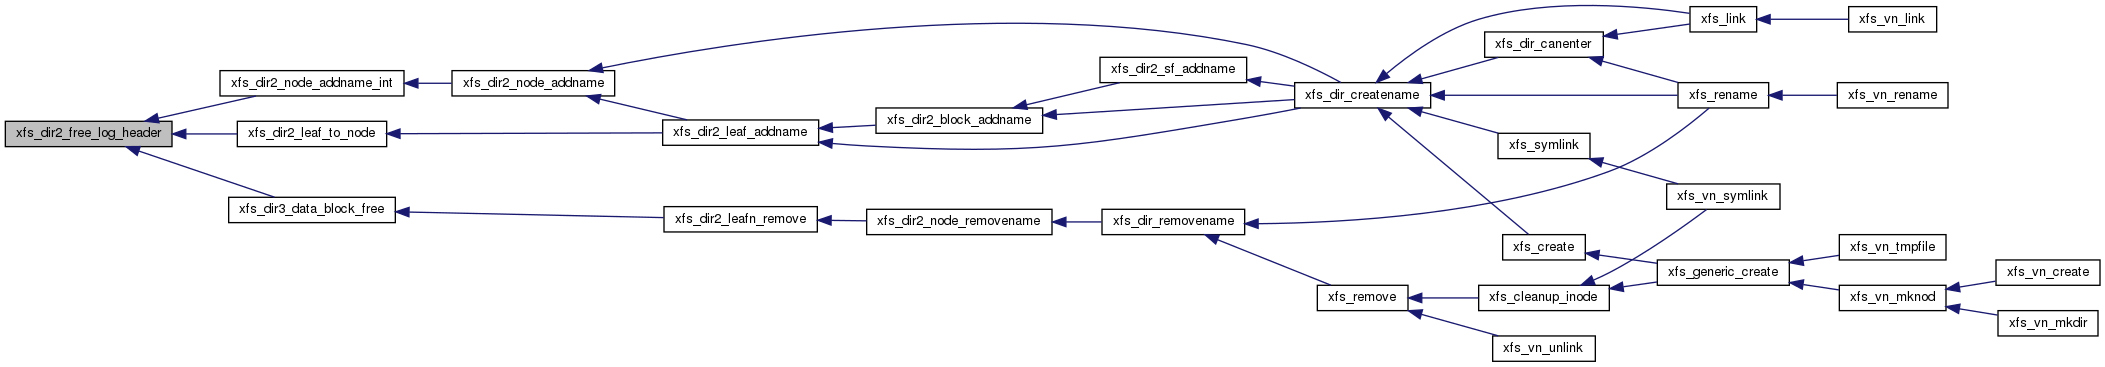 xfs_dir2_free_log_header
xfs_dir2_node_addname_int
xfs_dir2_leaf_to_node
xfs_dir3_data_block_free
xfs_dir2_node_addname
xfs_dir2_leaf_addname
xfs_dir2_leafn_remove
xfs_dir2_block_addname
xfs_dir2_node_removename
xfs_dir2_sf_addname
xfs_dir_removename
xfs_dir_createname
xfs_remove
xfs_dir_canenter
xfs_symlink
xfs_create
xfs_cleanup_inode
xfs_vn_unlink
xfs_link
xfs_rename
xfs_vn_symlink
xfs_generic_create
xfs_vn_link
xfs_vn_rename
xfs_vn_tmpfile
xfs_vn_mknod
xfs_vn_create
xfs_vn_mkdir